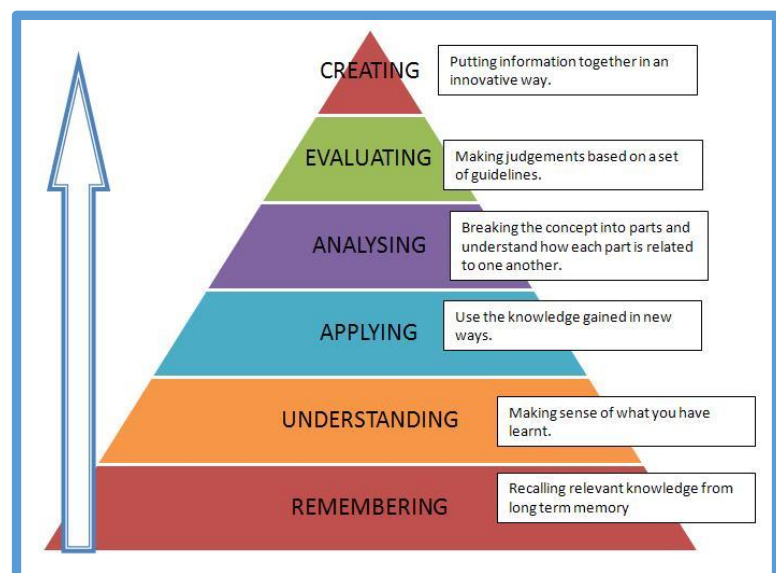 CREATING
Putting information together in an
innovative way.
EVALUATING
Making judgements based on a set
of guidelines.
ANALYSING
Breaking the concept into parts and
understand how each part is related
to one another.
APPLYING
Use the knowledge gained in new
ways.
UNDERSTANDING
Making sense of what you have
learnt.
REMEMBERING
Recalling relevant knowledge from
long term memory